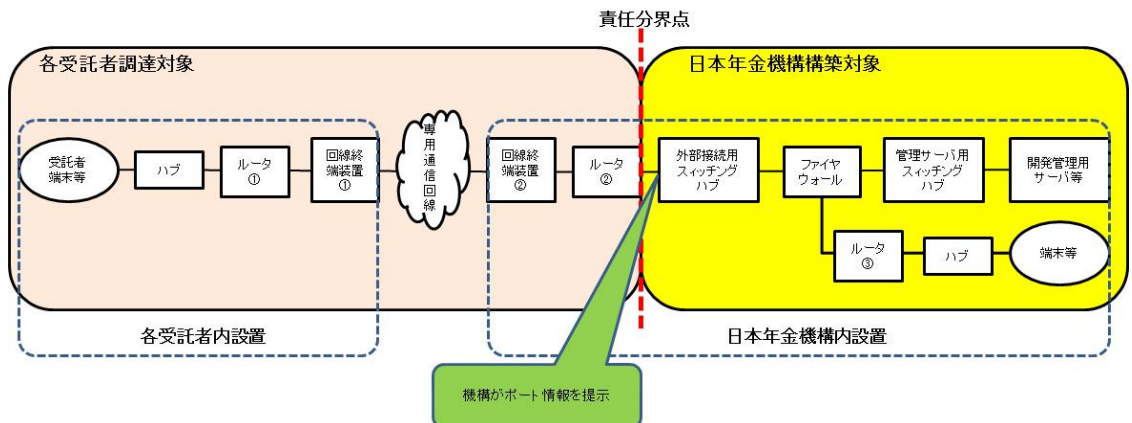 責任分界点
各受託者調達対象
日本年金機構構築対象
受託者
端末等
ハブ
ルータ
①
回線終
端装置
①
専用通信回線
回線終
端装置
②
ルータ
②
外部接続用
スイッチング
ハブ
ファイヤ
ウォール
管理サーバ用
スイッチング
ハブ
開発管理用
サーバ等
ルータ
③
ハブ
端末等
各受託者内設置
日本年金機構内設置
機構がポート情報を提示